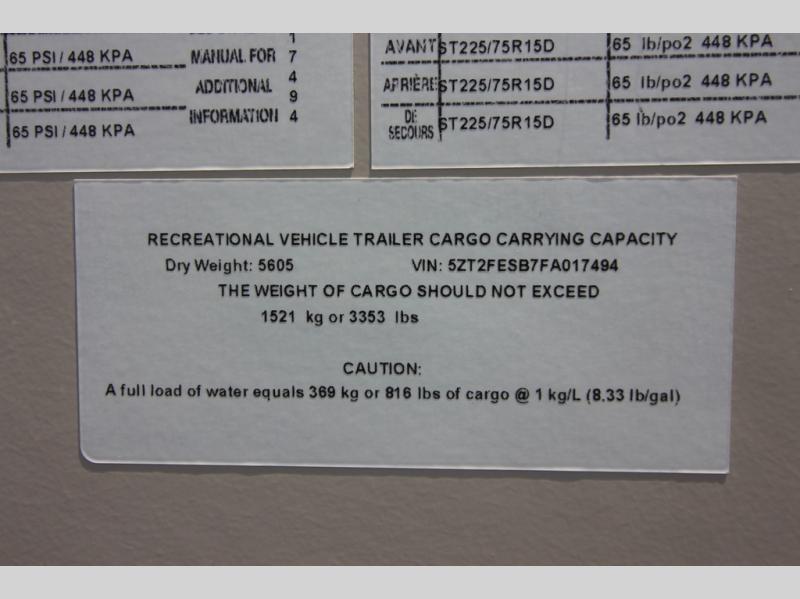 1
65 PSI / 448 KPA MANUAL FOR 7
ADDITIONAL 4
65 PSI / 448 KPA 9
INFORMATION 4
65 PSI / 448 KPA
AVANT ST225/75R15D 65 lb/po2 448 KPA
ARRIÈRE ST225/75R15D 65 lb/po2 448 KPA
DE SECOURS ST225/75R15D 65 lb/po2 448 KPA
RECREATIONAL VEHICLE TRAILER CARGO CARRYING CAPACITY
Dry Weight: 5605 VIN: 5ZT2FESB7FA017494
THE WEIGHT OF CARGO SHOULD NOT EXCEED
1521 kg or 3353 lbs
CAUTION:
A full load of water equals 369 kg or 816 lbs of cargo @ 1 kg/L (8.33 lb/gal)